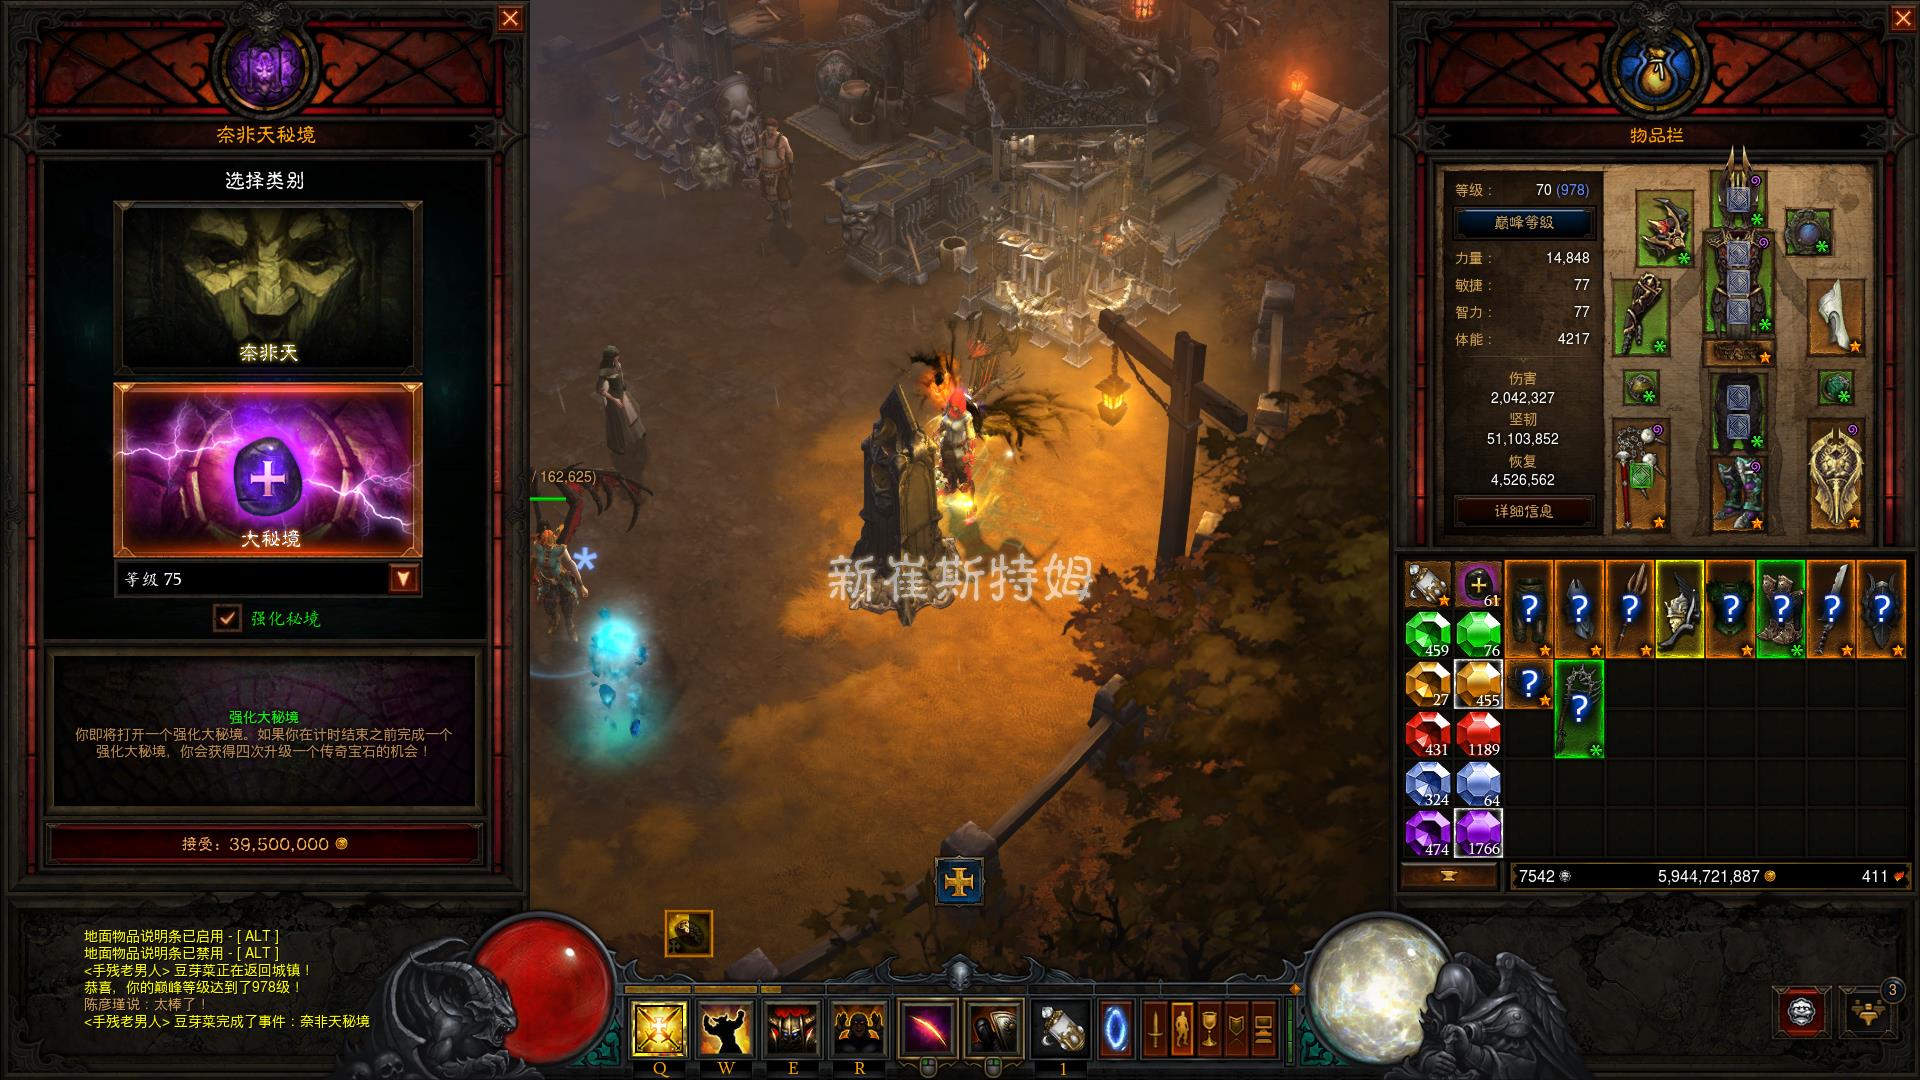 奈非天秘境
选择类别
奈非天
大秘境
等级 75
强化秘境
强化大秘境
你即将打开一个强化大秘境。如果你在计时结束之前完成一个
强化大秘境，你会获得四次升级一个传奇宝石的机会！
接受：39,500,000
/ 162,625)
新崔斯特姆
物品栏
等级： 70 (978)
巅峰等级
力量： 14,848
敏捷： 77
智力： 77
体能： 4217
伤害
2,042,327
坚韧
51,103,852
恢复
4,526,562
详细信息
61
? ? ? ? ? ? ?
459 76
27 455 ? ?
431 1189
324 64
474 1766
7542 5,944,721,887 411
地面物品说明条已启用 - [ ALT ]
地面物品说明条已禁用 - [ ALT ]
<手残老男人> 豆芽菜正在返回城镇！
恭喜，你的巅峰等级达到了978级！
陈彦瑾说：太棒了！
<手残老男人> 豆芽菜完成了事件：奈非天秘境
Q W E R 1
3